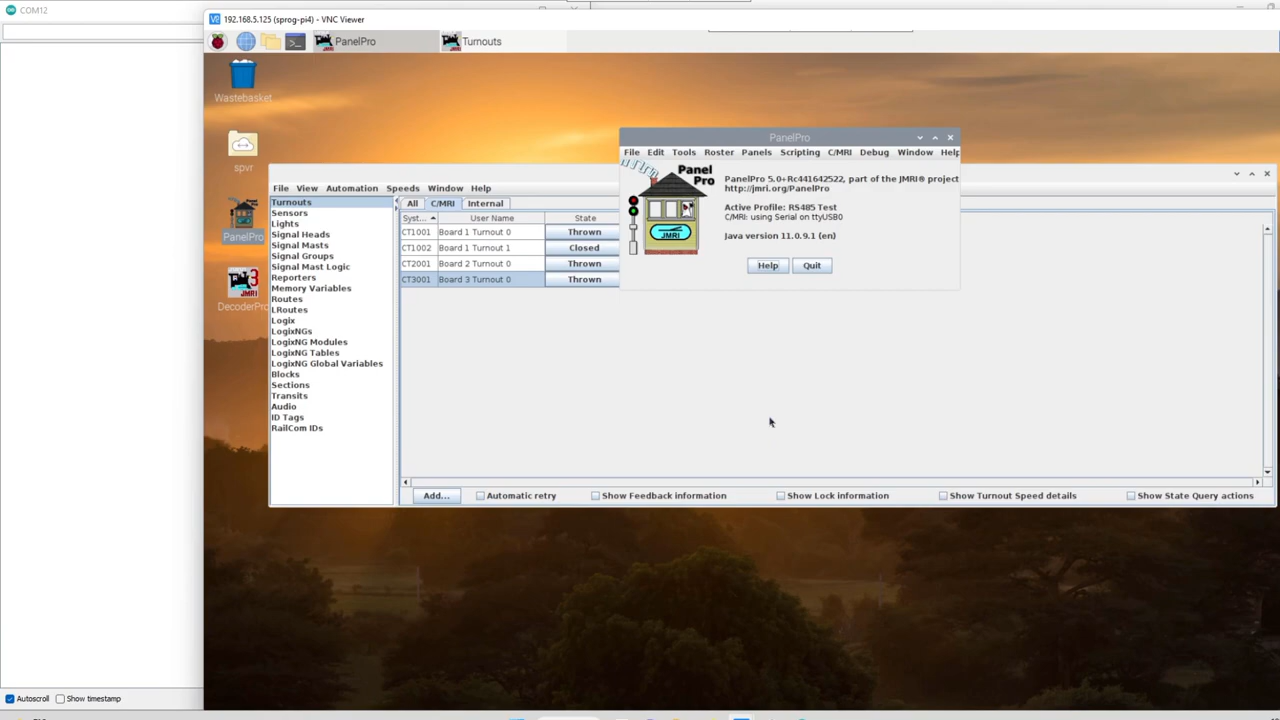 COM12
192.168.5.125 (sprog-pi4) - VNC Viewer
PanelPro
Turnouts
Wastebasket
spvr
PanelPro
DecoderPro
PanelPro
File Edit Tools Roster Panels Scripting C/MRI Debug Window Help
Panel
Pro
JMRI
PanelPro 5.0+Rc441642522, part of the JMRI® project
http://jmri.org/PanelPro
Active Profile: RS485 Test
C/MRI: using Serial on ttyUSB0
Java version 11.0.9.1 (en)
Help Quit
File View Automation Speeds Window Help
Turnouts
Sensors
Lights
Signal Heads
Signal Masts
Signal Groups
Signal Mast Logic
Reporters
Memory Variables
Routes
LRoutes
Logix
LogixNGs
LogixNG Modules
LogixNG Tables
LogixNG Global Variables
Blocks
Sections
Transits
Audio
ID Tags
RailCom IDs
All C/MRI Internal
Syst... User Name State
CT1001 Board 1 Turnout 0 Thrown
CT1002 Board 1 Turnout 1 Closed
CT2001 Board 2 Turnout 0 Thrown
CT3001 Board 3 Turnout 0 Thrown
Add... Automatic retry Show Feedback information Show Lock information Show Turnout Speed details Show State Query actions
Autoscroll Show timestamp